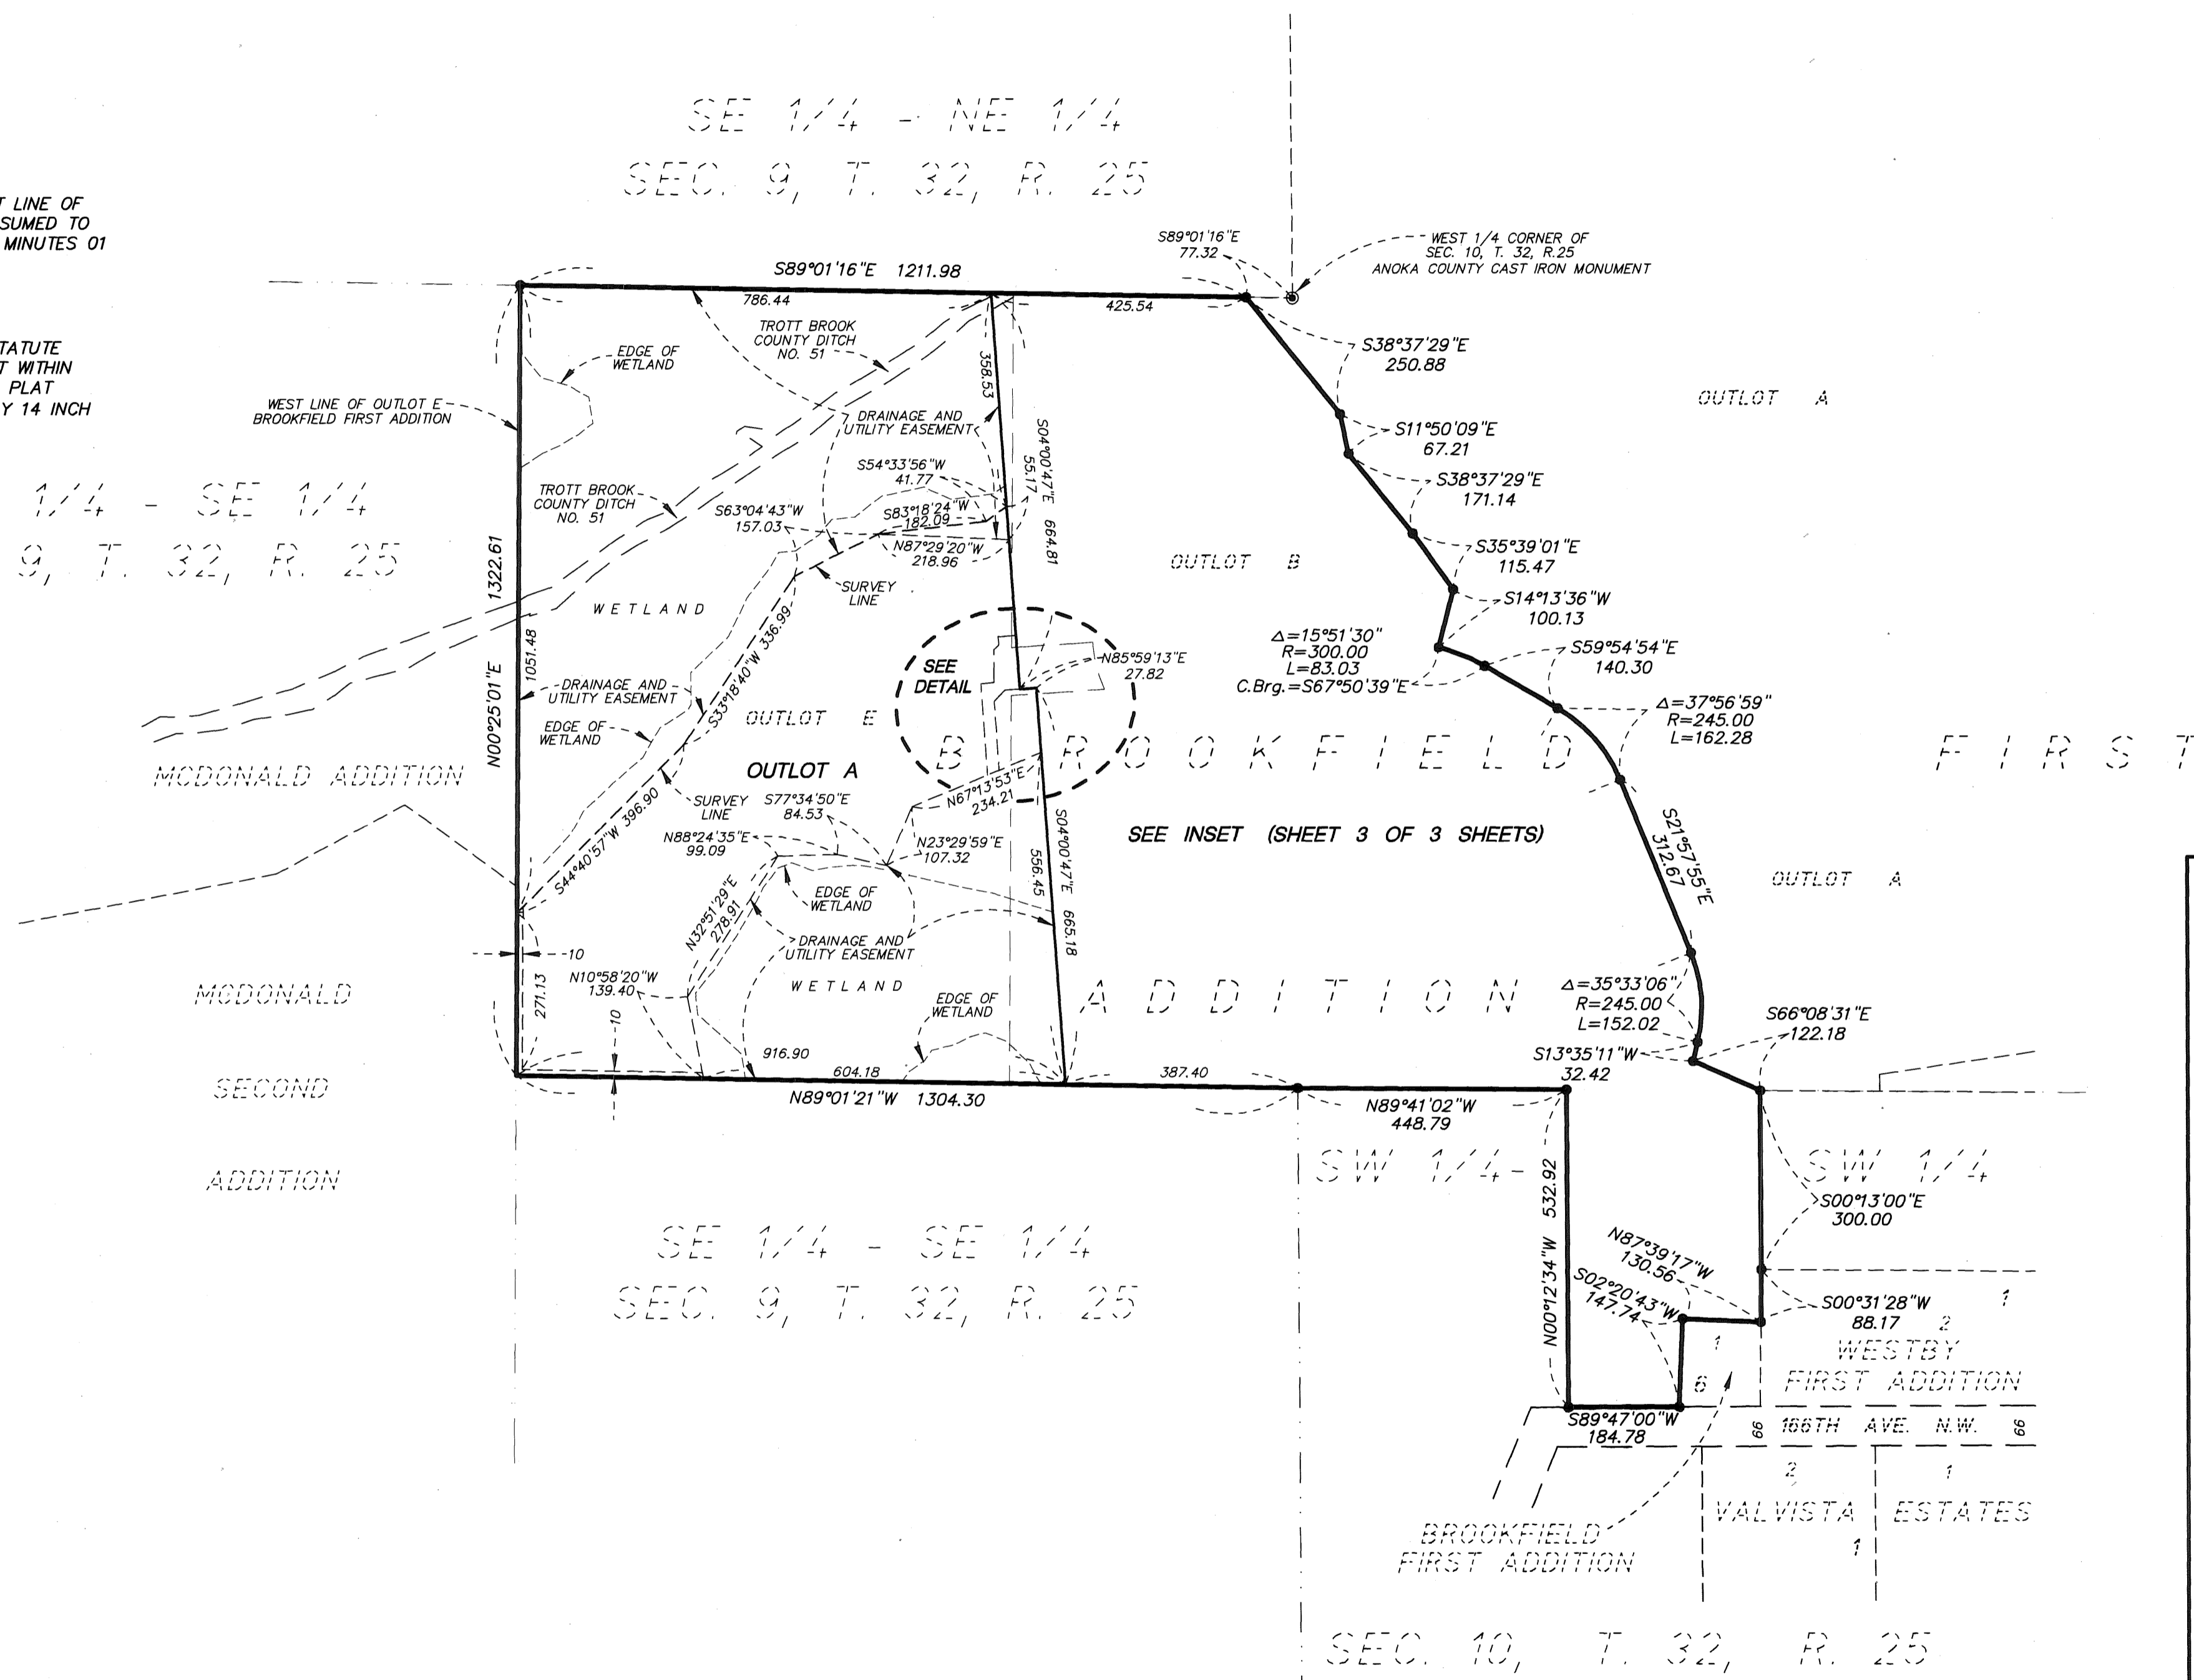 SE 1/4 - NE 1/4
SEC. 9, T. 32, R. 25
T LINE OF
SUMED TO
MINUTES 01
TATUTE
T WITHIN
PLAT
Y 14 INCH
S89°01'16"E
77.32
WEST 1/4 CORNER OF
SEC. 10, T. 32, R.25
ANOKA COUNTY CAST IRON MONUMENT
S89°01'16"E 1211.98
786.44
425.54
TROTT BROOK
COUNTY DITCH
NO. 51
EDGE OF
WETLAND
358.53
S38°37'29"E
250.88
OUTLOT A
WEST LINE OF OUTLOT E
BROOKFIELD FIRST ADDITION
DRAINAGE AND
UTILITY EASEMENT
S11°50'09"E
67.21
S04°00'47"E 664.81
55.17
S54°33'56"W
41.77
S38°37'29"E
171.14
1/4 - SE 1/4
9, T. 32, R. 25
TROTT BROOK
COUNTY DITCH
NO. 51
S63°04'43"W
157.03
S83°18'24"W
182.09
N87°29'20"W
218.96
S35°39'01"E
115.47
OUTLOT B
SURVEY
LINE
WETLAND
S14°13'36"W
100.13
N00°25'01"E 1322.61
1051.48
S33°18'40"W 336.99
Δ=15°51'30"
R=300.00
L=83.03
C.Brg.=S67°50'39"E
S59°54'54"E
140.30
SEE
DETAIL
N85°59'13"E
27.82
DRAINAGE AND
UTILITY EASEMENT
OUTLOT E
EDGE OF
WETLAND
Δ=37°56'59"
R=245.00
L=162.28
BROOKFIELD FIRST
MCDONALD ADDITION
OUTLOT A
N67°13'53"E
234.21
SURVEY
LINE
S77°34'50"E
84.53
S44°40'57"W 396.90
N88°24'35"E
99.09
N23°29'59"E
107.32
SEE INSET (SHEET 3 OF 3 SHEETS)
S21°57'55"E
312.67
OUTLOT A
S04°00'47"E 665.18
556.45
EDGE OF
WETLAND
N32°51'29"E
278.91
DRAINAGE AND
UTILITY EASEMENT
10
N10°58'20"W
139.40
WETLAND
EDGE OF
WETLAND
ADDITION
Δ=35°33'06"
R=245.00
L=152.02
S66°08'31"E
122.18
MCDONALD
SECOND
ADDITION
271.13
10
916.90
604.18
387.40
S13°35'11"W
32.42
N89°01'21"W 1304.30
N89°41'02"W
448.79
SW 1/4- SW 1/4
N00°12'34"W 532.92
S00°13'00"E
300.00
SE 1/4 - SE 1/4
SEC. 9, T. 32, R. 25
N87°39'17"W
130.56
S02°20'43"W
147.74
S00°31'28"W
88.17
1
2
1
WESTBY
FIRST ADDITION
6
S89°47'00"W
184.78
66
166TH AVE. N.W.
66
2
1
VALVISTA ESTATES
1
BROOKFIELD
FIRST ADDITION
SEC. 10, T. 32, R. 25